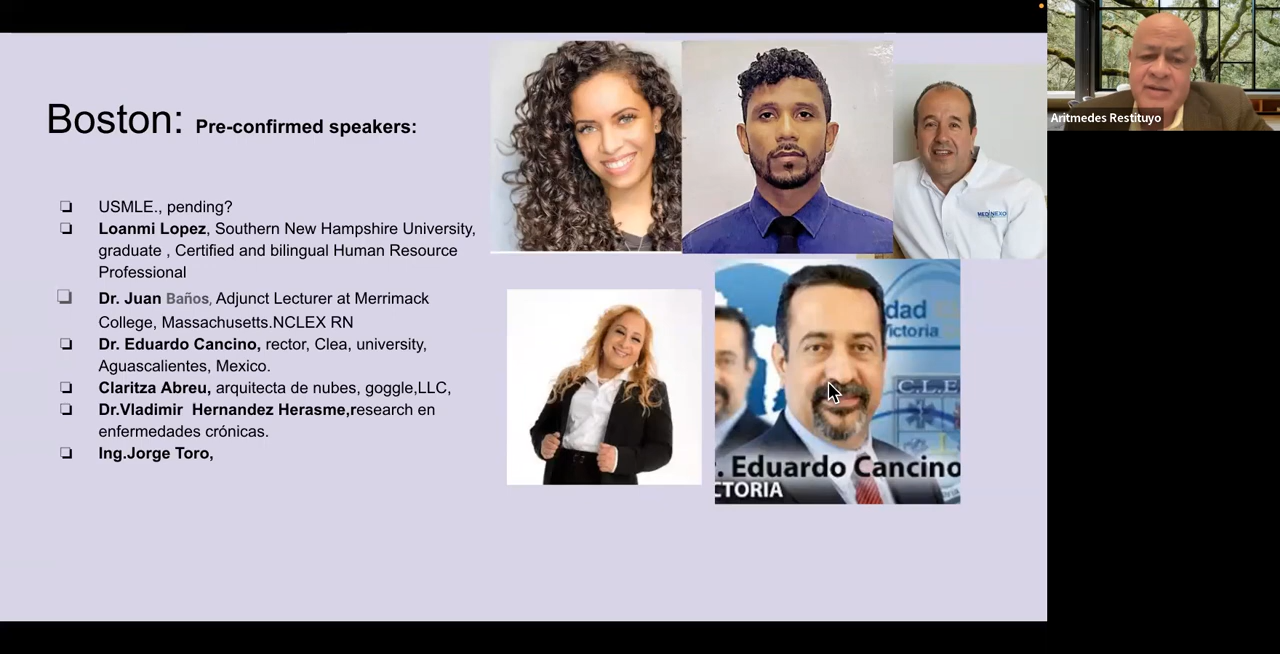 Boston: Pre-confirmed speakers:
USMLE., pending?
Loanmi Lopez, Southern New Hampshire University,
graduate , Certified and bilingual Human Resource
Professional
Dr. Juan Baños, Adjunct Lecturer at Merrimack
College, Massachusetts.NCLEX RN
Dr. Eduardo Cancino, rector, Clea, university,
Aguascalientes, Mexico.
Claritza Abreu, arquitecta de nubes, goggle,LLC,
Dr.Vladimir Hernandez Herasme,research en
enfermedades crónicas.
Ing.Jorge Toro,
MEDINEXO
dad
Victoria
C.L.E.
. Eduardo Cancino
CTORIA
Aritmedes Restituyo